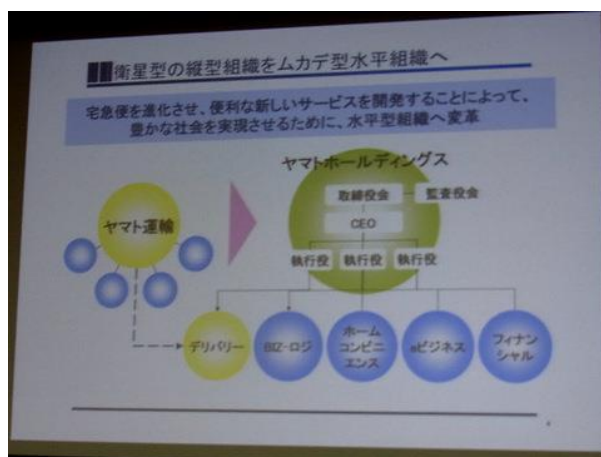 衛星型の縦型組織をムカデ型水平組織へ
宅急便を進化させ、便利な新しいサービスを開発することによって、
豊かな社会を実現させるために、水平型組織へ変革
ヤマトホールディングス
取締役会
監査役会
CEO
執行役
執行役
執行役
ヤマト運輸
デリバリー
BIZ-ロジ
ホーム
コンビニ
エンス
eビジネス
フィナン
シャル